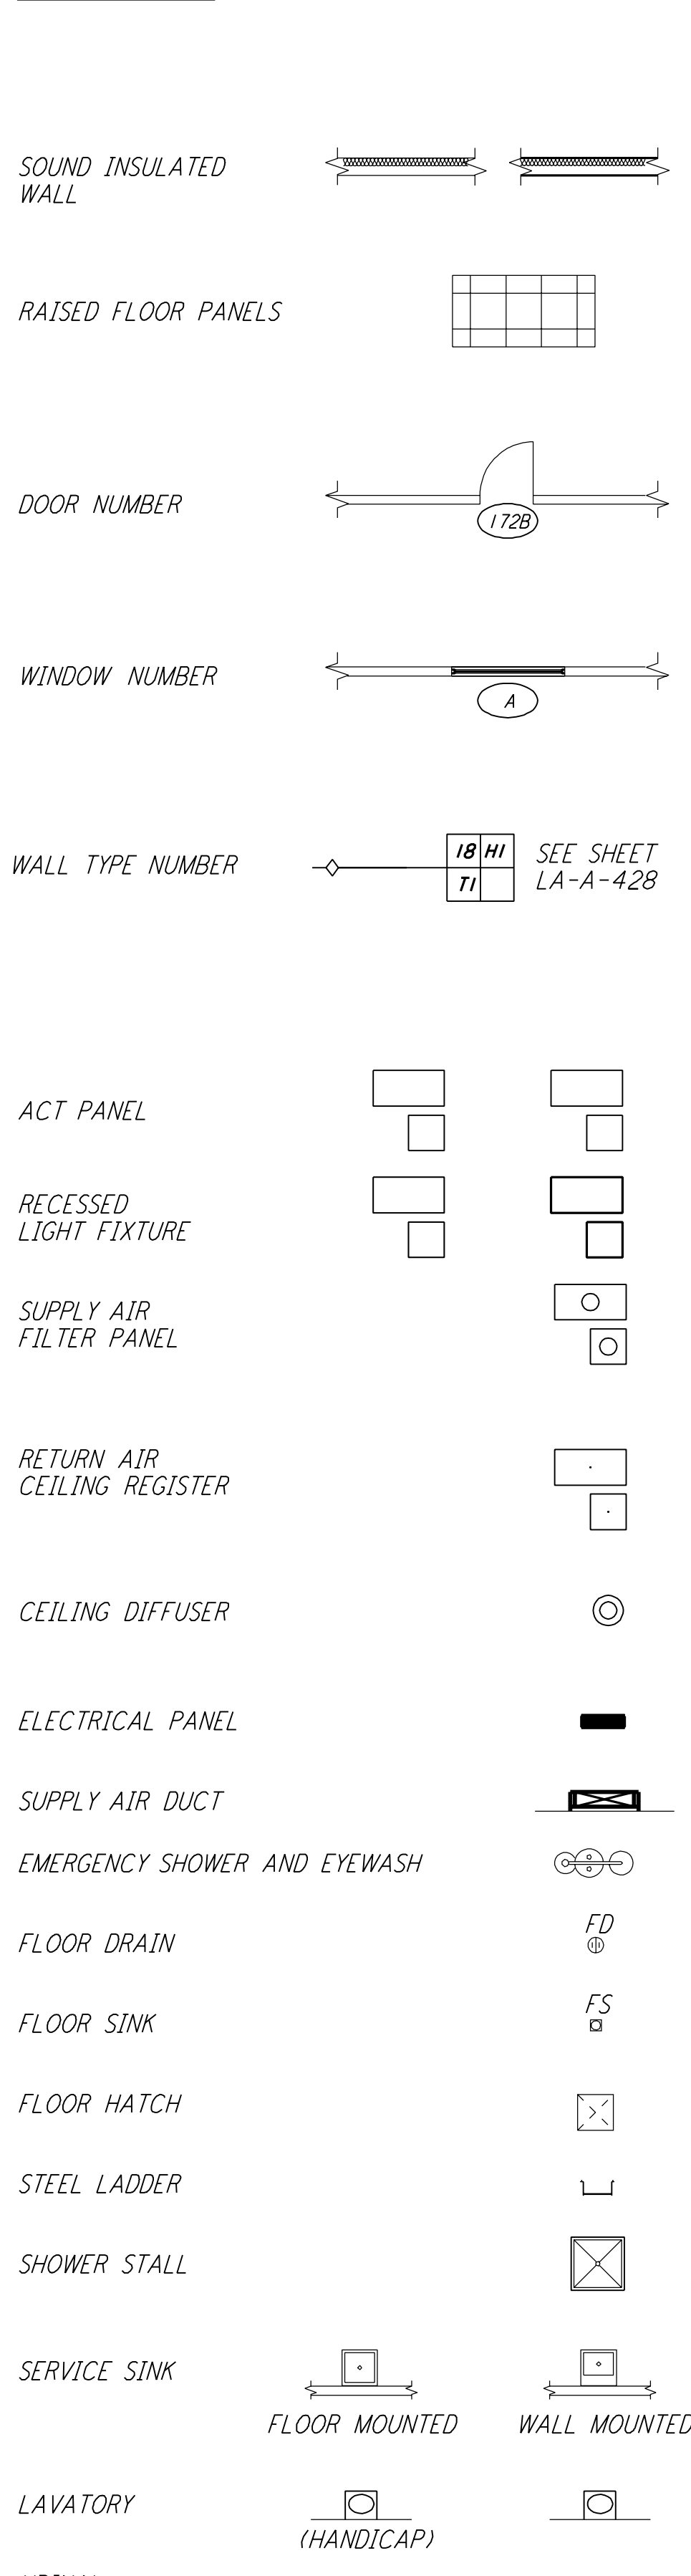 SOUND INSULATED
WALL
RAISED FLOOR PANELS
DOOR NUMBER
172B
WINDOW NUMBER
A
WALL TYPE NUMBER
18 H1
T1
SEE SHEET
LA-A-428
ACT PANEL
RECESSED
LIGHT FIXTURE
SUPPLY AIR
FILTER PANEL
RETURN AIR
CEILING REGISTER
CEILING DIFFUSER
ELECTRICAL PANEL
SUPPLY AIR DUCT
EMERGENCY SHOWER AND EYEWASH
FLOOR DRAIN
FD
FLOOR SINK
FS
FLOOR HATCH
STEEL LADDER
SHOWER STALL
SERVICE SINK
FLOOR MOUNTED
WALL MOUNTED
LAVATORY
(HANDICAP)